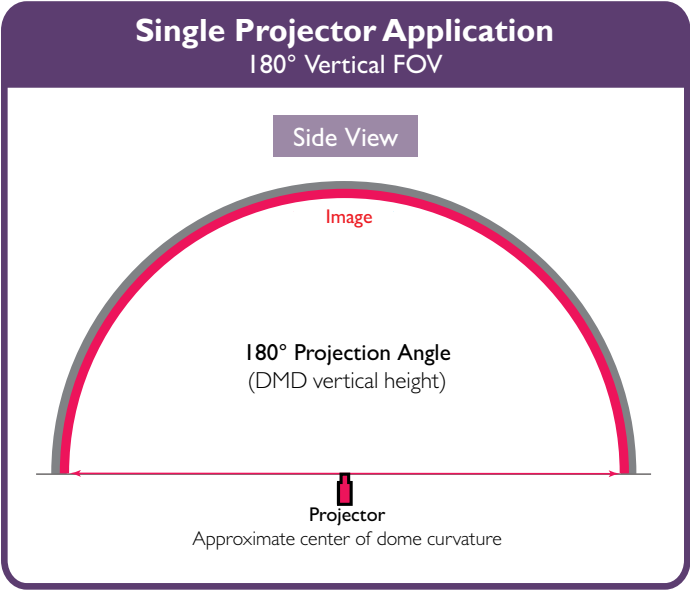 Single Projector Application
180° Vertical FOV
Side View
Image
180° Projection Angle
(DMD vertical height)
Projector
Approximate center of dome curvature